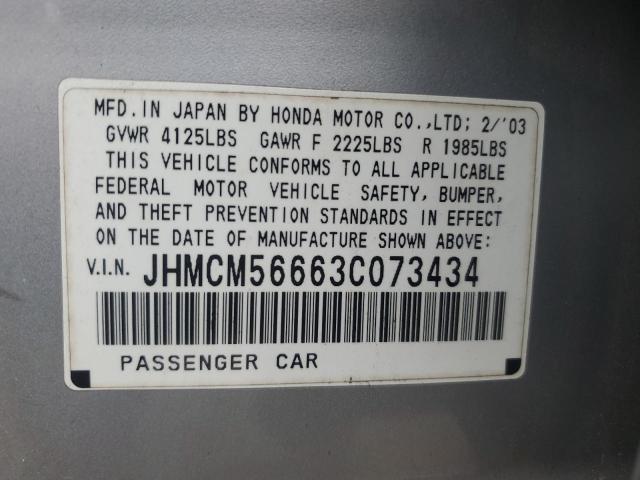 MFD. IN JAPAN BY HONDA MOTOR CO.,LTD; 2/'03
GVWR 4125LBS GAWR F 2225LBS R 1985LBS
THIS VEHICLE CONFORMS TO ALL APPLICABLE
FEDERAL MOTOR VEHICLE SAFETY, BUMPER,
AND THEFT PREVENTION STANDARDS IN EFFECT
ON THE DATE OF MANUFACTURE SHOWN ABOVE:
V.I.N. JHMCM56663C073434
PASSENGER CAR